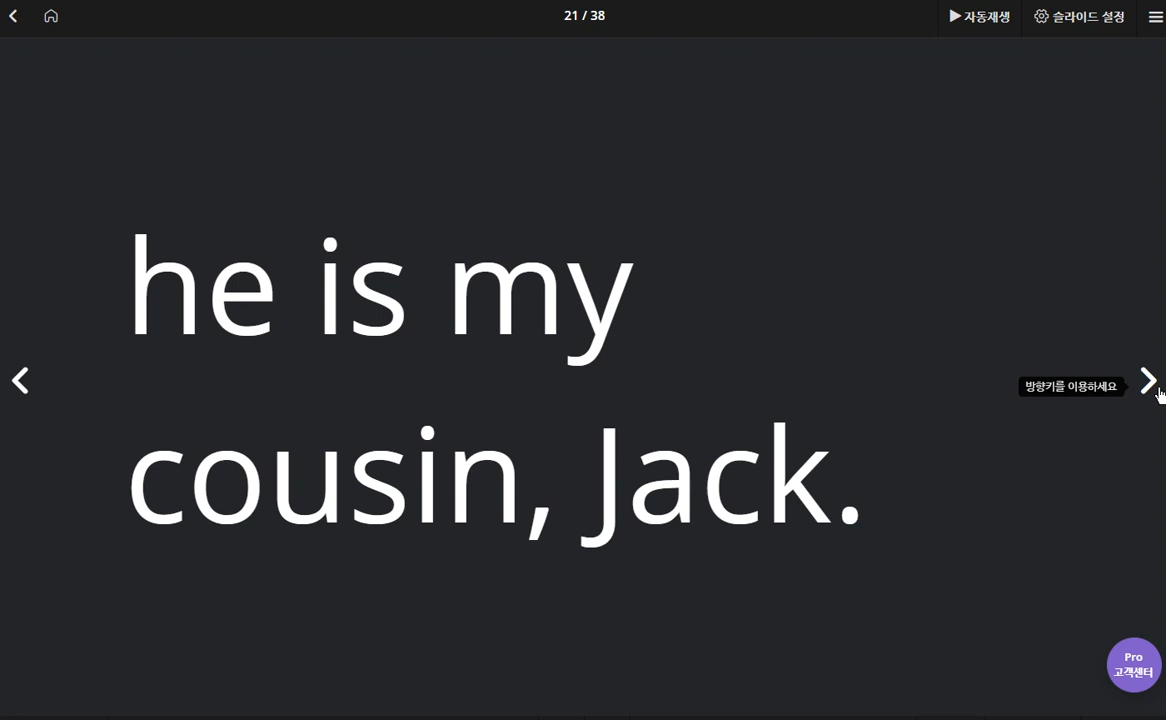 21 / 38
▶ 자동재생
슬라이드 설정
he is my
방향키를 이용하세요
cousin, Jack.
Pro
고객센터